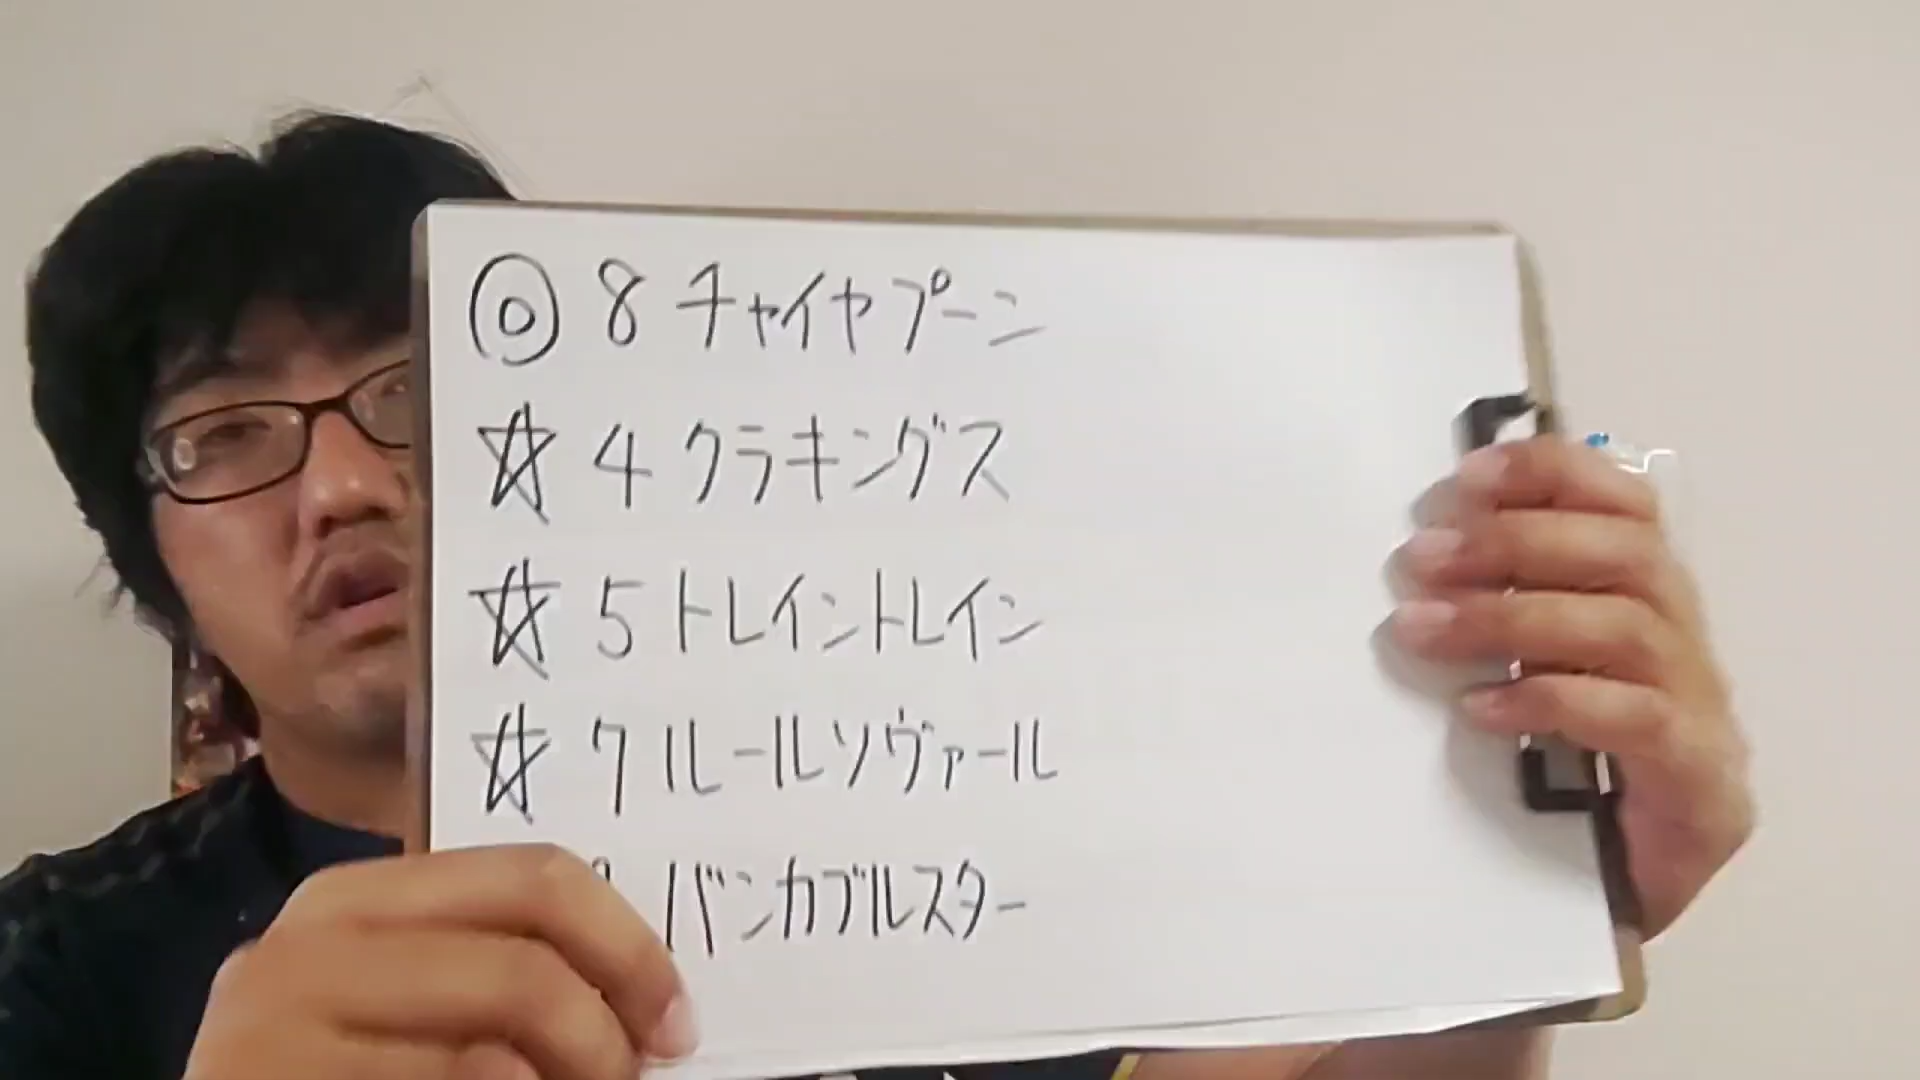 ◎ 8 チャイヤプーン
☆ 4 クラキングス
☆ 5 トレイントレイン
☆ 7 ルールソヴァール
バンカブルスター